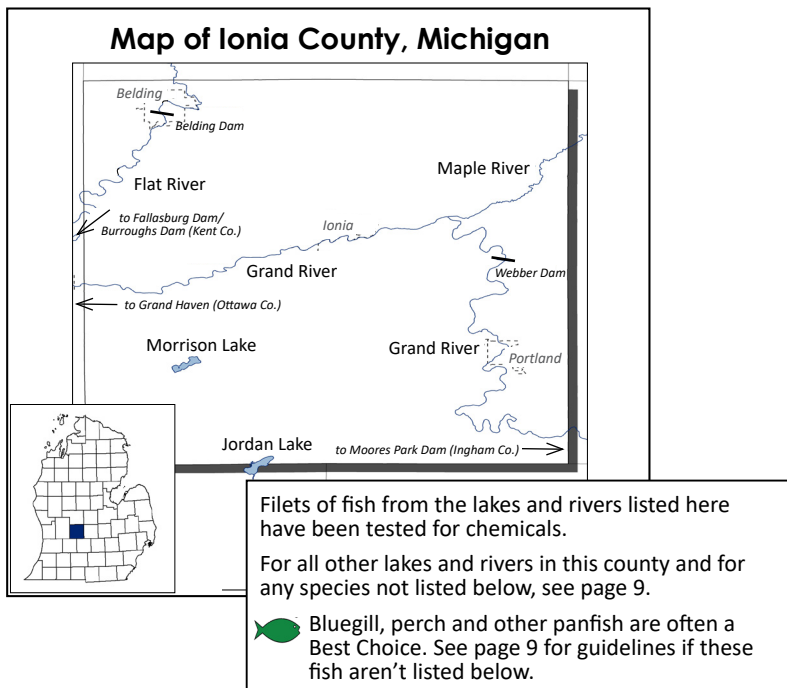 Map of Ionia County, Michigan
Belding
Belding Dam
Maple River
Flat River
to Fallasburg Dam/
Burroughs Dam (Kent Co.)
Ionia
Grand River
Webber Dam
to Grand Haven (Ottawa Co.)
Morrison Lake
Grand River
Portland
Jordan Lake
to Moores Park Dam (Ingham Co.)
Filets of fish from the lakes and rivers listed here
have been tested for chemicals.
For all other lakes and rivers in this county and for
any species not listed below, see page 9.
Bluegill, perch and other panfish are often a
Best Choice. See page 9 for guidelines if these
fish aren’t listed below.